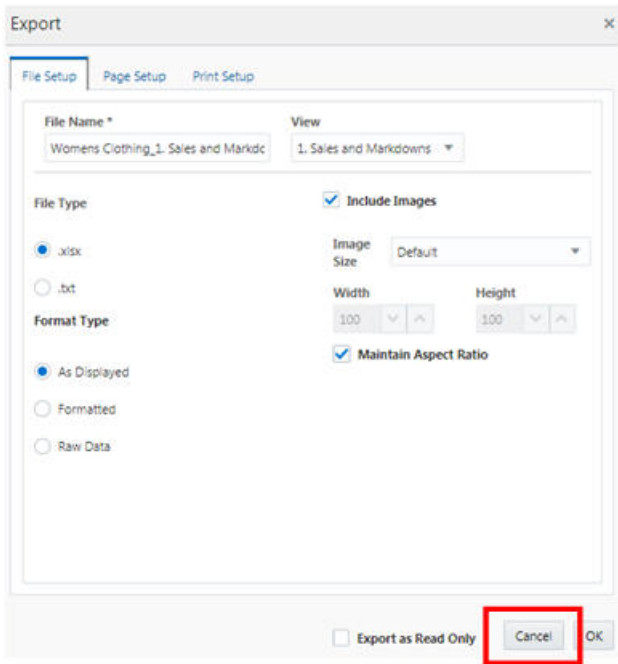 Export
File Setup Page Setup Print Setup
File Name * View
Womens Clothing_1. Sales and Markdc 1. Sales and Markdowns
File Type Include Images
.xlsx Image Size Default
.txt Width Height
Format Type 100 100
Maintain Aspect Ratio
As Displayed
Formatted
Raw Data
Export as Read Only Cancel OK